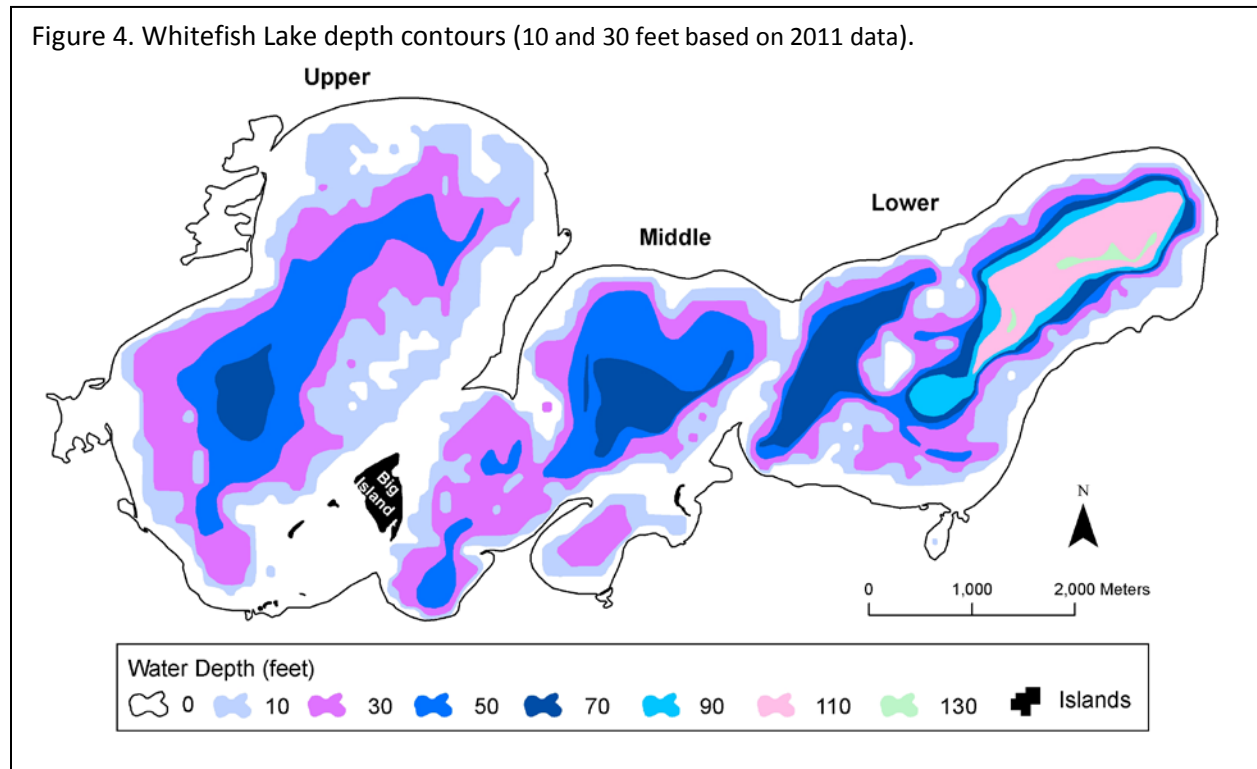 Figure 4. Whitefish Lake depth contours (10 and 30 feet based on 2011 data).
Upper
Middle
Lower
Big
Island
N
0 1,000 2,000 Meters
Water Depth (feet)
0 10 30 50 70 90 110 130 Islands